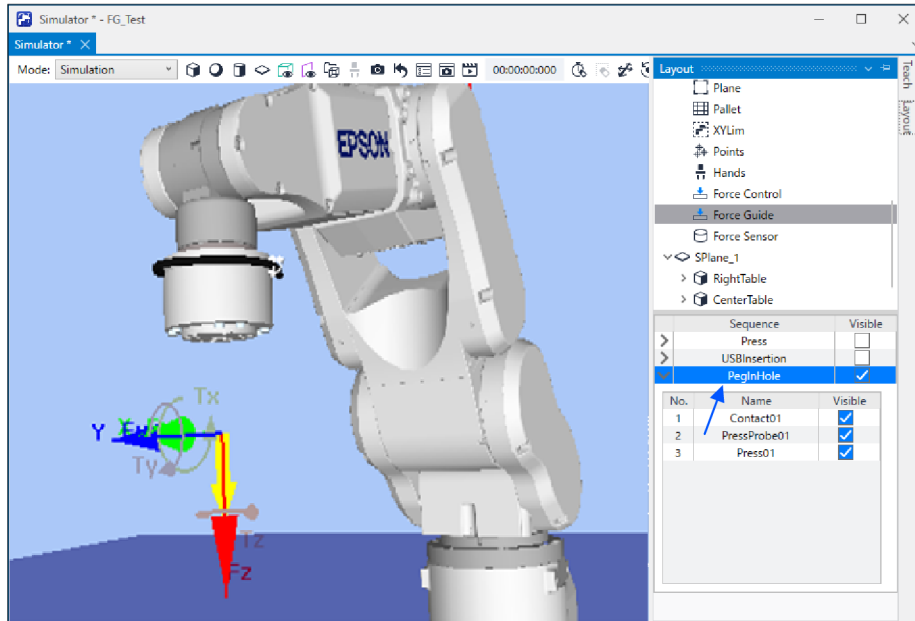 Simulator * - FG_Test
Simulator *
Mode: Simulation 00:00:00:000
Layout
Teach
Layout
Plane
Pallet
XYLim
Points
Hands
Force Control
Force Guide
Force Sensor
SPlane_1
RightTable
CenterTable
Sequence Visible
Press
USBInsertion
PegInHole
No. Name Visible
1 Contact01
2 PressProbe01
3 Press01
EPSON
Tx
Y
Ty
Tz
Fz